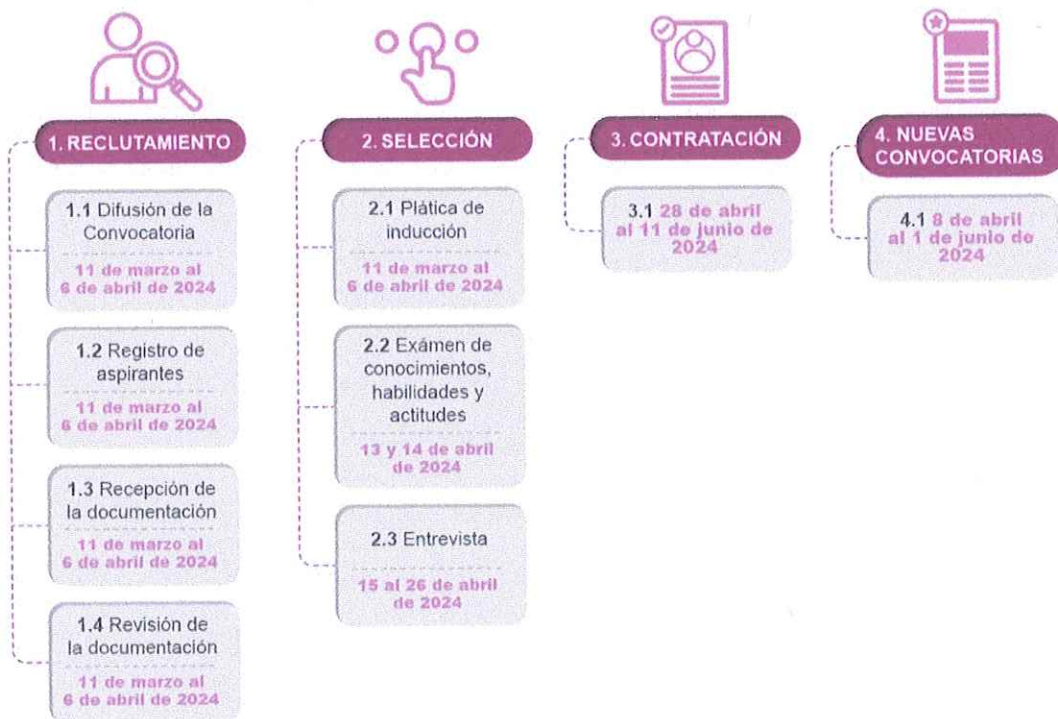 1. RECLUTAMIENTO
1.1 Difusión de la
Convocatoria
11 de marzo al
6 de abril de 2024
1.2 Registro de
aspirantes
11 de marzo al
6 de abril de 2024
1.3 Recepción de
la documentación
11 de marzo al
6 de abril de 2024
1.4 Revisión de
la documentación
11 de marzo al
6 de abril de 2024
2. SELECCIÓN
2.1 Plática de
inducción
11 de marzo al
6 de abril de 2024
2.2 Exámen de
conocimientos,
habilidades y
actitudes
13 y 14 de abril
de 2024
2.3 Entrevista
15 al 26 de abril
de 2024
3. CONTRATACIÓN
3.1 28 de abril
al 11 de junio de
2024
4. NUEVAS
CONVOCATORIAS
4.1 8 de abril
al 1 de junio de
2024